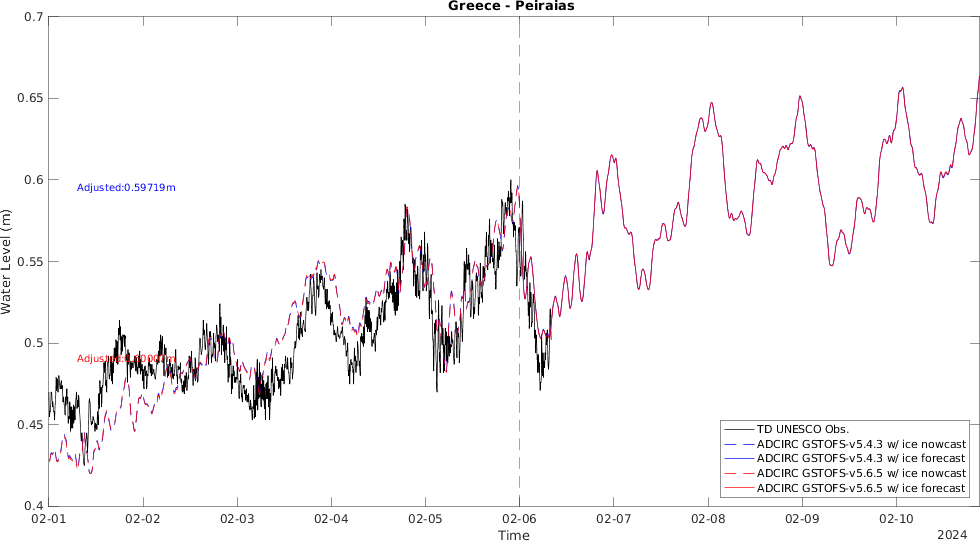 Greece - Peiraias
0.7
0.65
0.6
0.55
0.5
0.45
0.4
Water Level (m)
Adjusted:0.59719m
02-01
02-02
02-03
02-04
02-05
02-06
02-07
02-08
02-09
02-10
2024
Time
TD UNESCO Obs.
ADCIRC GSTOFS-v5.4.3 w/ ice nowcast
ADCIRC GSTOFS-v5.4.3 w/ ice forecast
ADCIRC GSTOFS-v5.6.5 w/ ice nowcast
ADCIRC GSTOFS-v5.6.5 w/ ice forecast